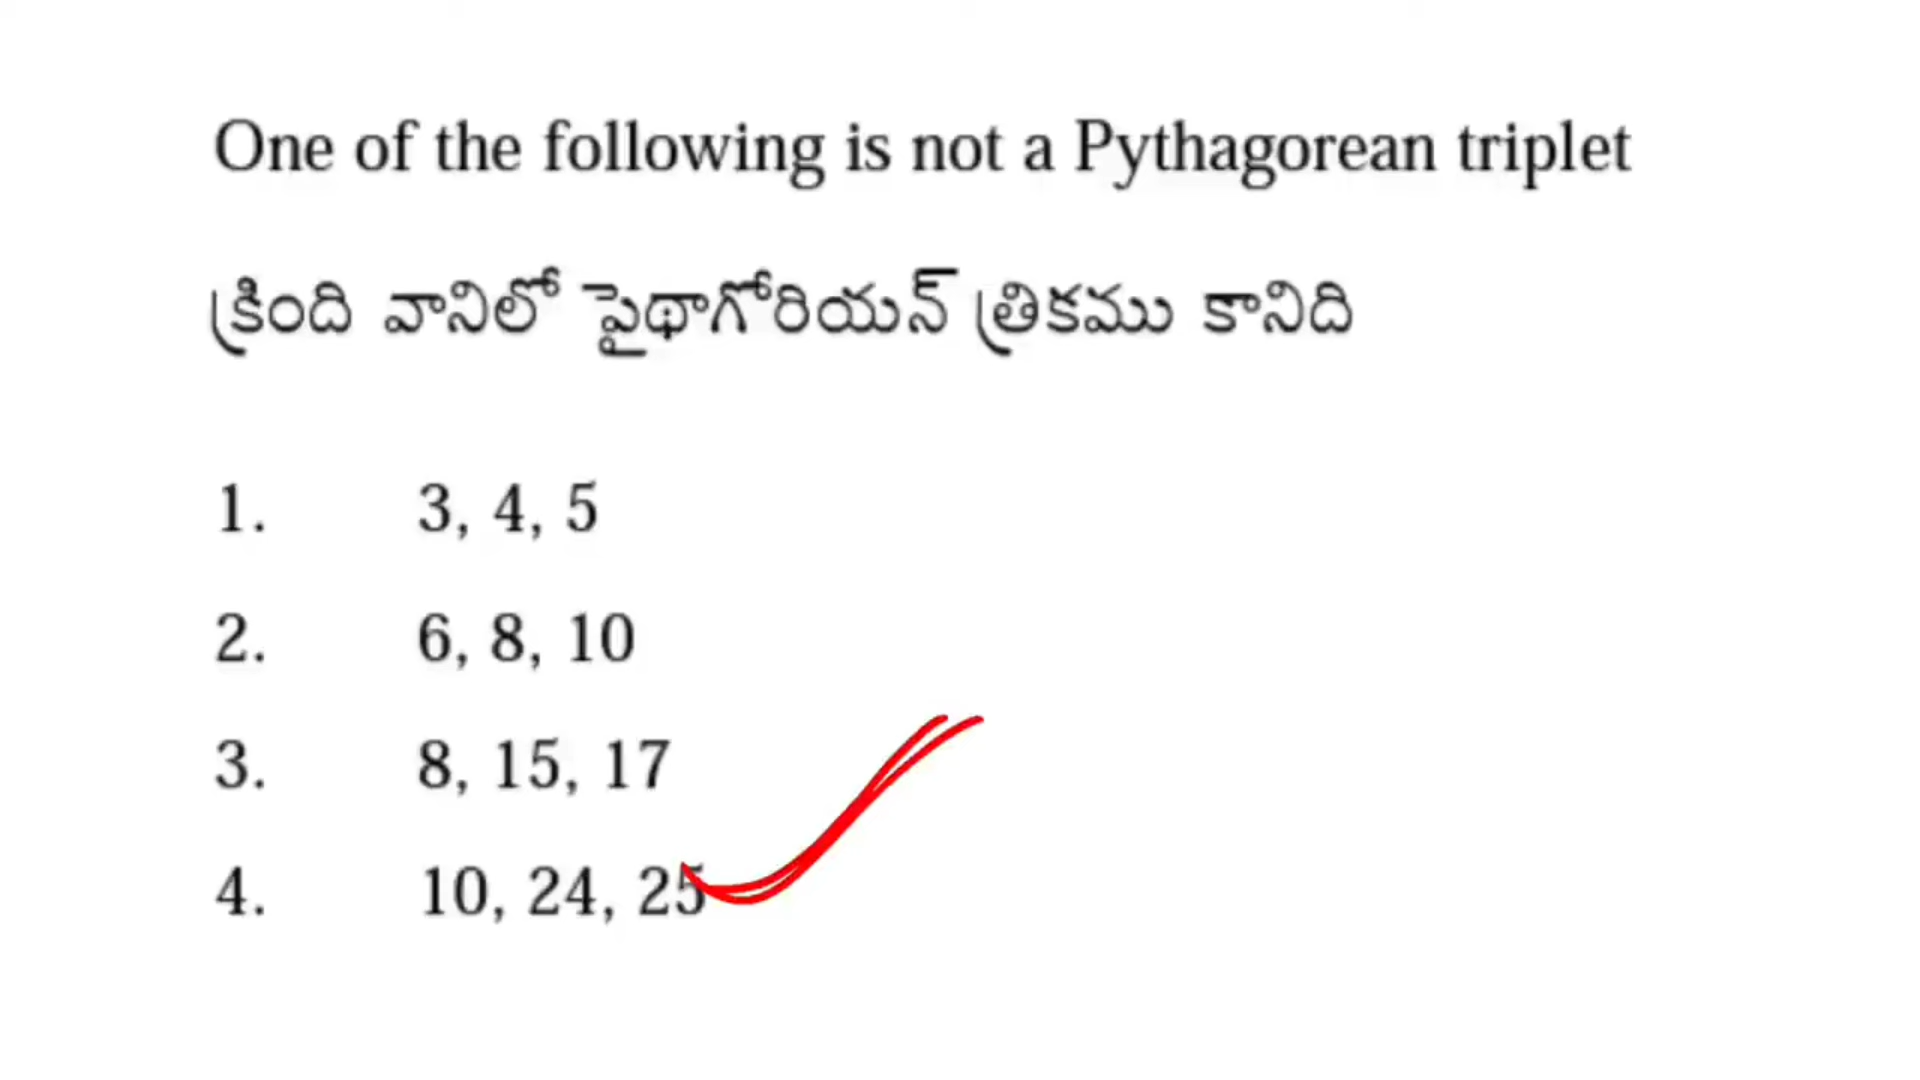 One of the following is not a Pythagorean triplet
క్రింది వానిలో పైథాగోరియన్ త్రికము కానిది
1. 3, 4, 5
2. 6, 8, 10
3. 8, 15, 17
4. 10, 24, 25